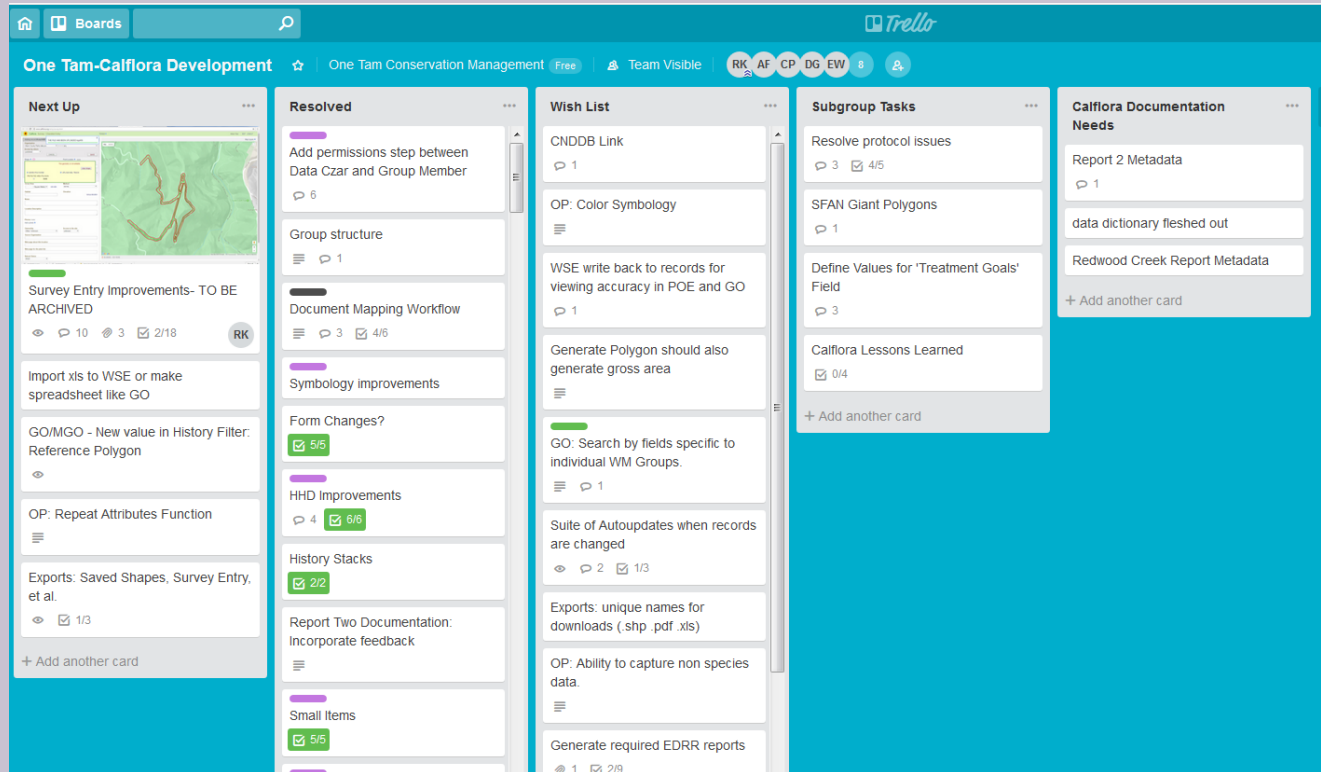 Boards
Trello
One Tam-Calflora Development
One Tam Conservation Management
Free
Team Visible
RK
AF
CP
DG
EW
8
Next Up
Survey Entry Improvements- TO BE
ARCHIVED
10
3
2/18
RK
Import xls to WSE or make
spreadsheet like GO
GO/MGO - New value in History Filter:
Reference Polygon
OP: Repeat Attributes Function
Exports: Saved Shapes, Survey Entry,
et al.
1/3
+ Add another card
Resolved
Add permissions step between
Data Czar and Group Member
6
Group structure
1
Document Mapping Workflow
3
4/6
Symbology improvements
Form Changes?
5/5
HHD Improvements
4
6/6
History Stacks
2/2
Report Two Documentation:
Incorporate feedback
Small Items
5/5
Wish List
CNDDB Link
1
OP: Color Symbology
WSE write back to records for
viewing accuracy in POE and GO
1
Generate Polygon should also
generate gross area
GO: Search by fields specific to
individual WM Groups.
1
Suite of Autoupdates when records
are changed
2
1/3
Exports: unique names for
downloads (.shp .pdf .xls)
OP: Ability to capture non species
data.
Generate required EDRR reports
1
2/9
Subgroup Tasks
Resolve protocol issues
3
4/5
SFAN Giant Polygons
1
Define Values for 'Treatment Goals'
Field
3
Calflora Lessons Learned
0/4
+ Add another card
Calflora Documentation
Needs
Report 2 Metadata
1
data dictionary fleshed out
Redwood Creek Report Metadata
+ Add another card